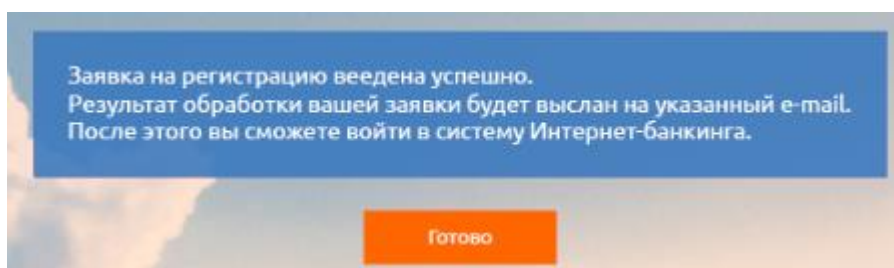 Заявка на регистрацию веедена успешно.
Результат обработки вашей заявки будет выслан на указанный e-mail.
После этого вы сможете войти в систему Интернет-банкинга.
Готово